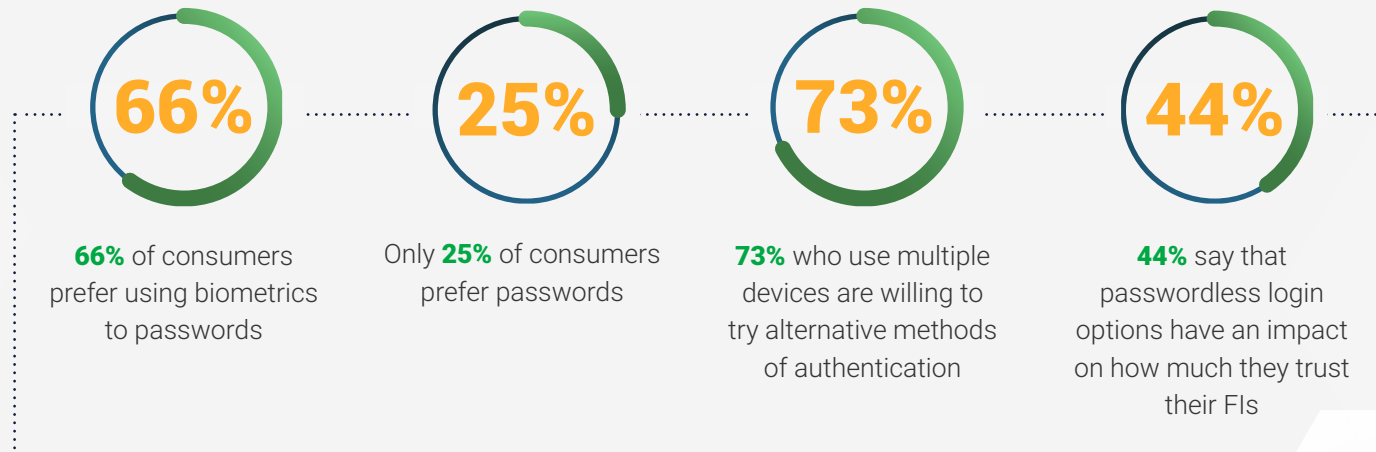 66%
66% of consumers
prefer using biometrics
to passwords
25%
Only 25% of consumers
prefer passwords
73%
73% who use multiple
devices are willing to
try alternative methods
of authentication
44%
44% say that
passwordless login
options have an impact
on how much they trust
their FIs